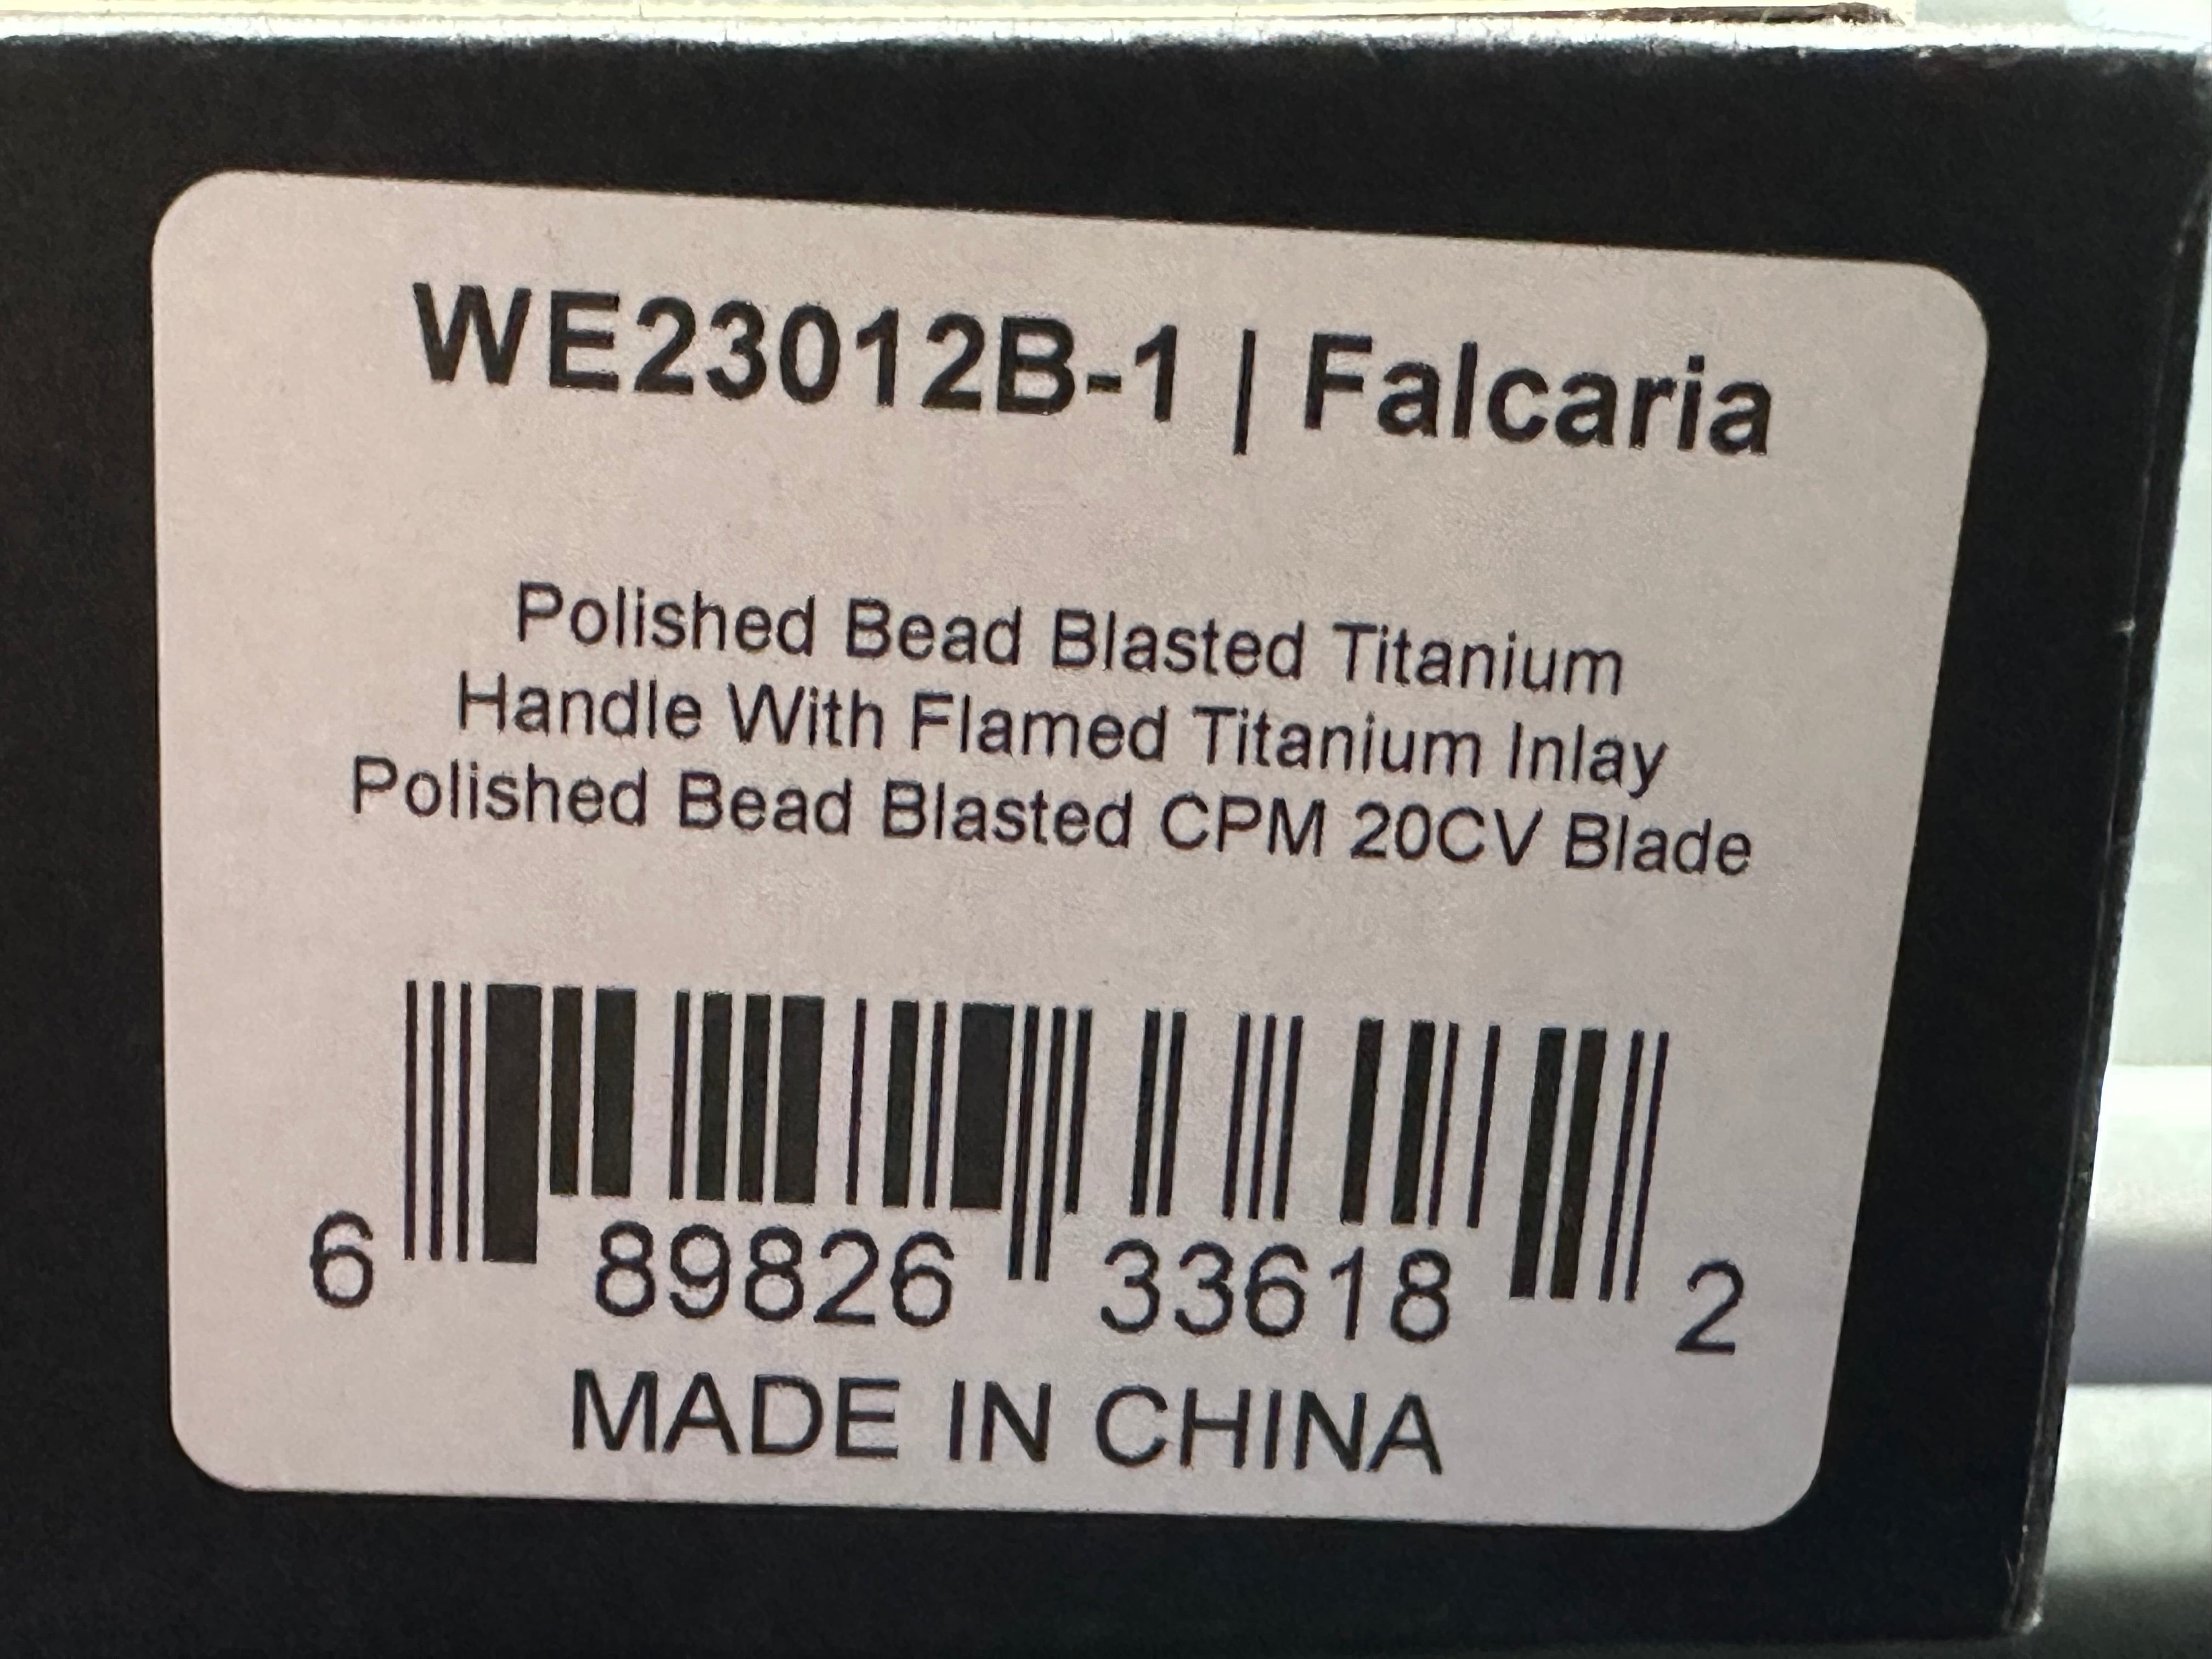 WE23012B-1 | Falcaria
Polished Bead Blasted Titanium
Handle With Flamed Titanium Inlay
Polished Bead Blasted CPM 20CV Blade
6 89826 33618 2
MADE IN CHINA